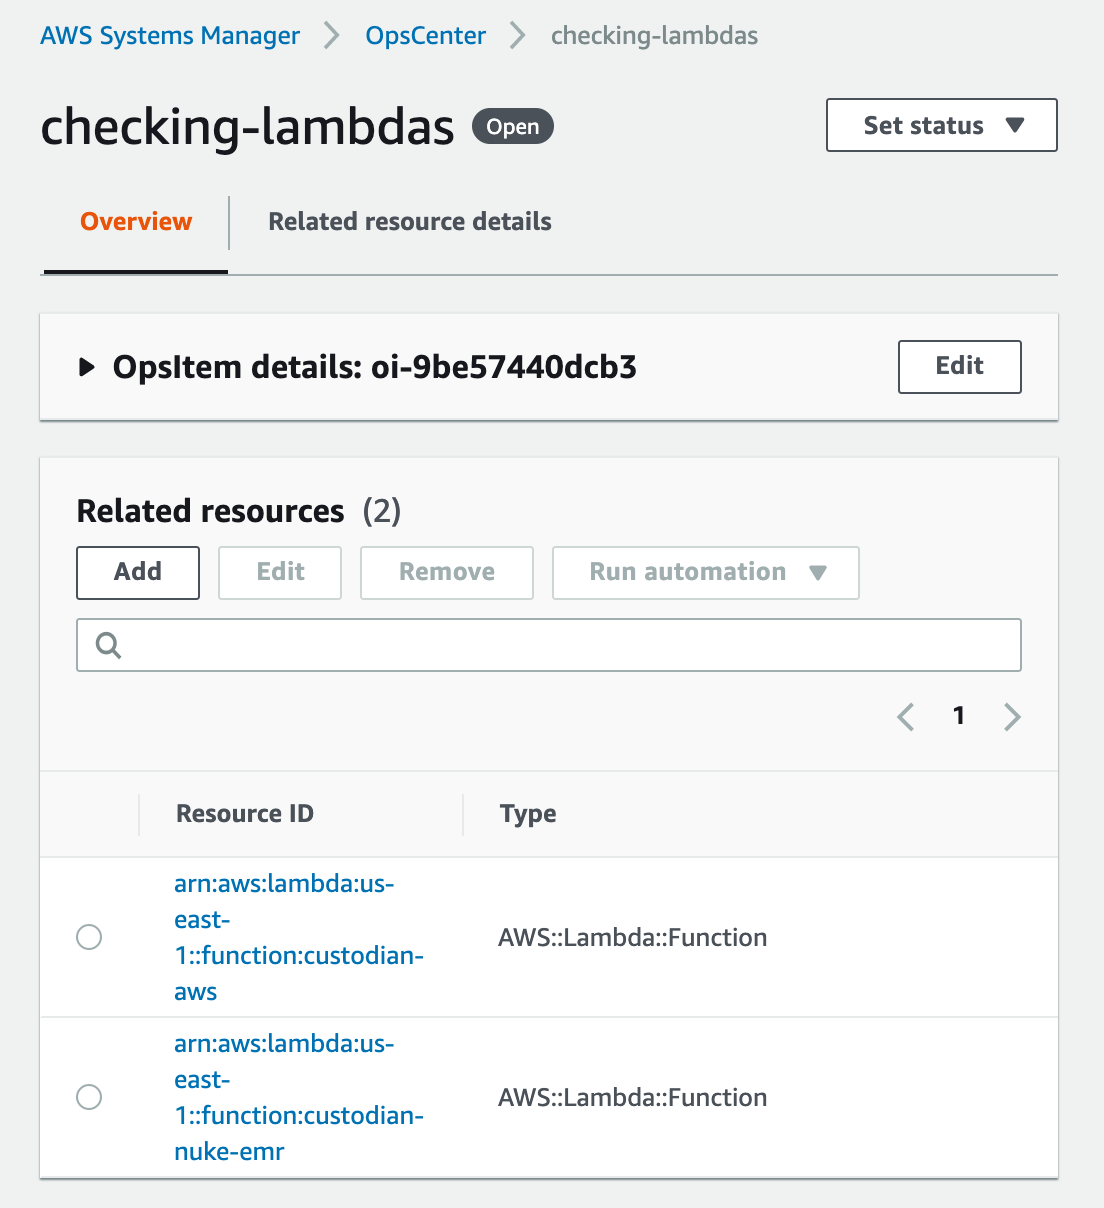 AWS Systems Manager > OpsCenter > checking-lambdas
checking-lambdas Open Set status
Overview Related resource details
OpsItem details: oi-9be57440dcb3 Edit
Related resources (2)
Add Edit Remove Run automation
1
Resource ID Type
arn:aws:lambda:us-
east-
1::function:custodian-
aws
AWS::Lambda::Function
arn:aws:lambda:us-
east-
1::function:custodian-
nuke-emr
AWS::Lambda::Function